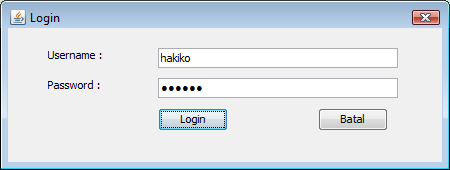 Login
Username :
hakiko
Password :
••••••
Login
Batal